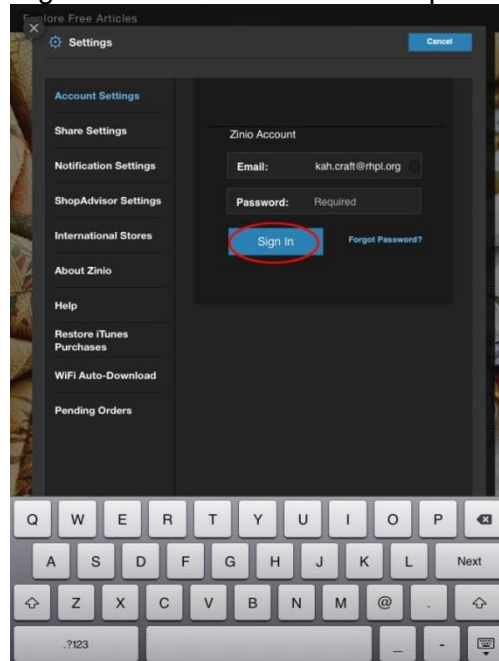 Explore Free Articles
Settings
Cancel
Account Settings
Share Settings
Notification Settings
ShopAdvisor Settings
International Stores
About Zinio
Help
Restore iTunes
Purchases
WiFi Auto-Download
Pending Orders
Zinio Account
Email: kah.craft@rhpl.org
Password: Required
Sign In Forgot Password?
Q W E R T Y U I O P
A S D F G H J K L Next
Z X C V B N M @ .
.?123 _ -